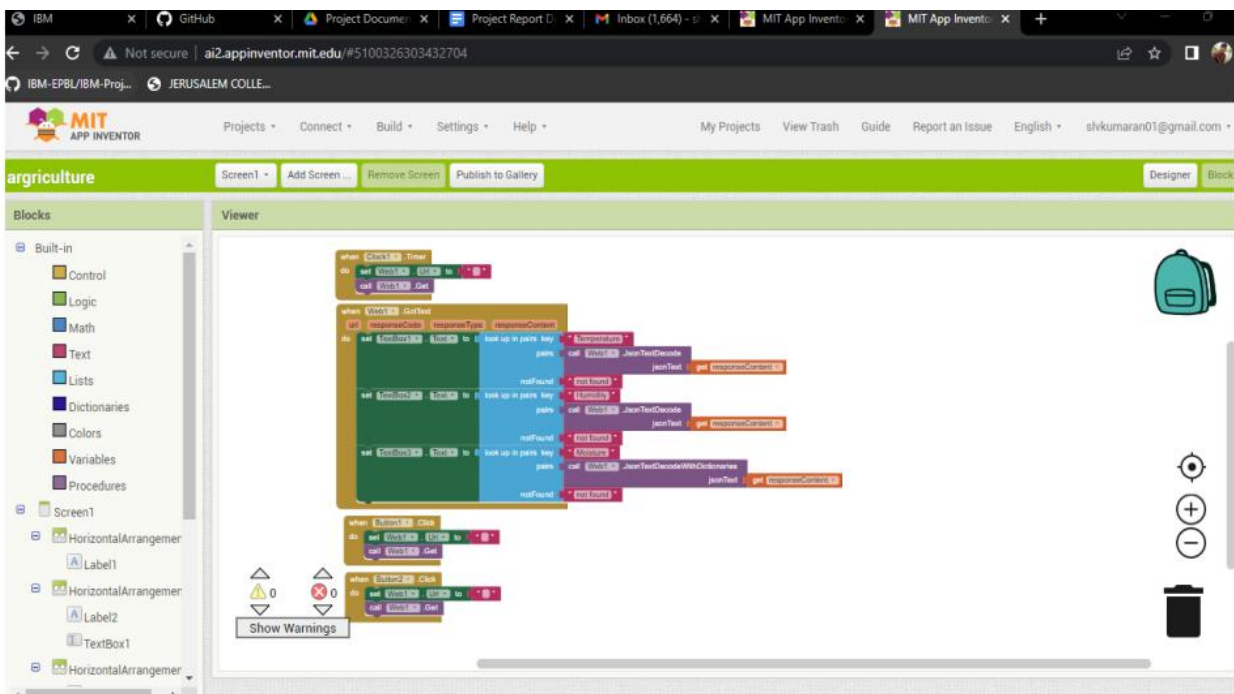 IBM GitHub Project Documen Project Report D Inbox (1,664) - s MIT App Invento MIT App Invento
Not secure ai2.appinventor.mit.edu/#5100326303432704
IBM-EPBL/IBM-Proj... JERUSALEM COLLE...
MIT
APP INVENTOR
Projects Connect Build Settings Help My Projects View Trash Guide Report an Issue English slvkumaran01@gmail.com
argriculture Screen1 Add Screen ... Remove Screen Publish to Gallery Designer Block
Blocks Viewer
Built-in
Control
Logic
Math
Text
Lists
Dictionaries
Colors
Variables
Procedures
Screen1
HorizontalArrangemer
Label1
HorizontalArrangemer
Label2
TextBox1
HorizontalArrangemer
when Clock1 .Timer
do set Web1 . Url to " "
call Web1 .Get
when Web1 .GotText
url responseCode responseType responseContent
do set TextBox1 . Text to look up in pairs key " Temperature "
pairs call Web1 .JsonTextDecode
jsonText get responseContent
notFound " not found "
set TextBox2 . Text to look up in pairs key " Humidity "
pairs call Web1 .JsonTextDecode
jsonText get responseContent
notFound " not found "
set TextBox3 . Text to look up in pairs key " Moisture "
pairs call Web1 .JsonTextDecodeWithDictionaries
jsonText get responseContent
notFound " not found "
when Button1 .Click
do set Web1 . Url to " "
call Web1 .Get
when Button2 .Click
do set Web1 . Url to " "
call Web1 .Get
0 0
Show Warnings